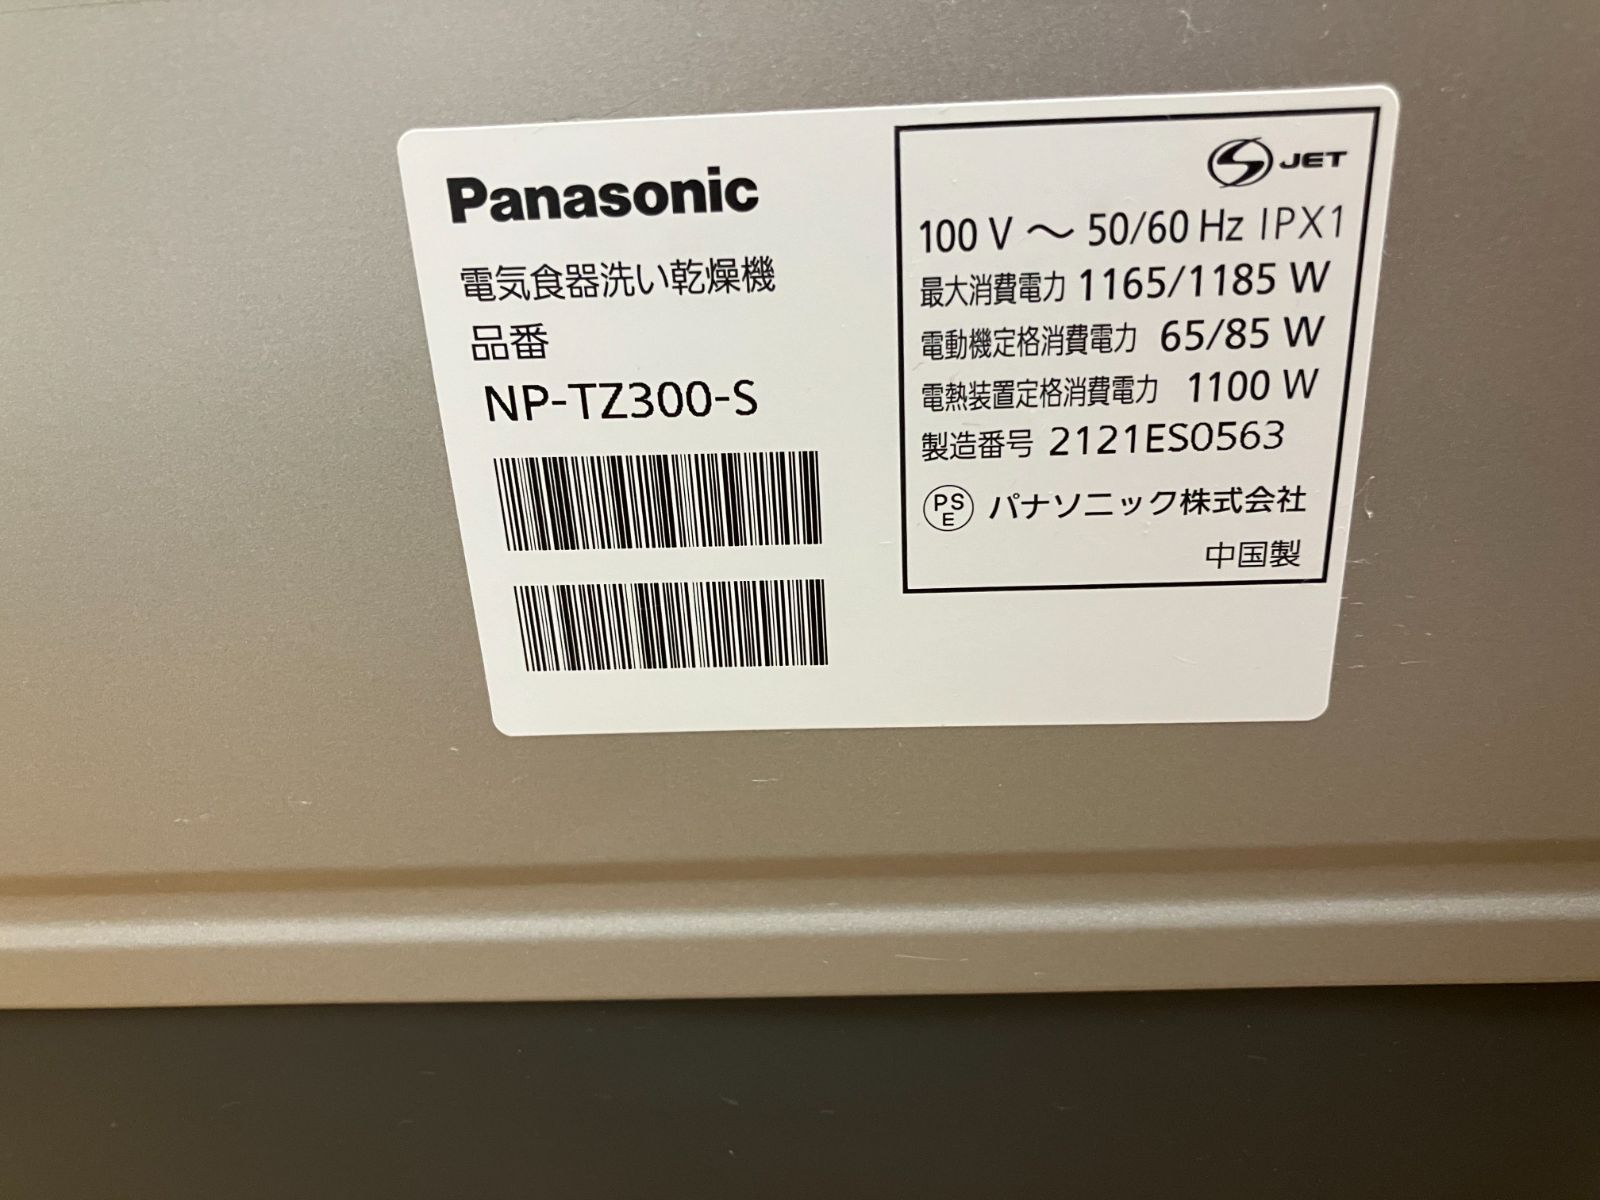 Panasonic
電気食器洗い乾燥機
品番
NP-TZ300-S
JET
100 V ～ 50/60 Hz IPX1
最大消費電力 1165/1185 W
電動機定格消費電力 65/85 W
電熱装置定格消費電力 1100 W
製造番号 2121ES0563
PSE パナソニック株式会社
中国製